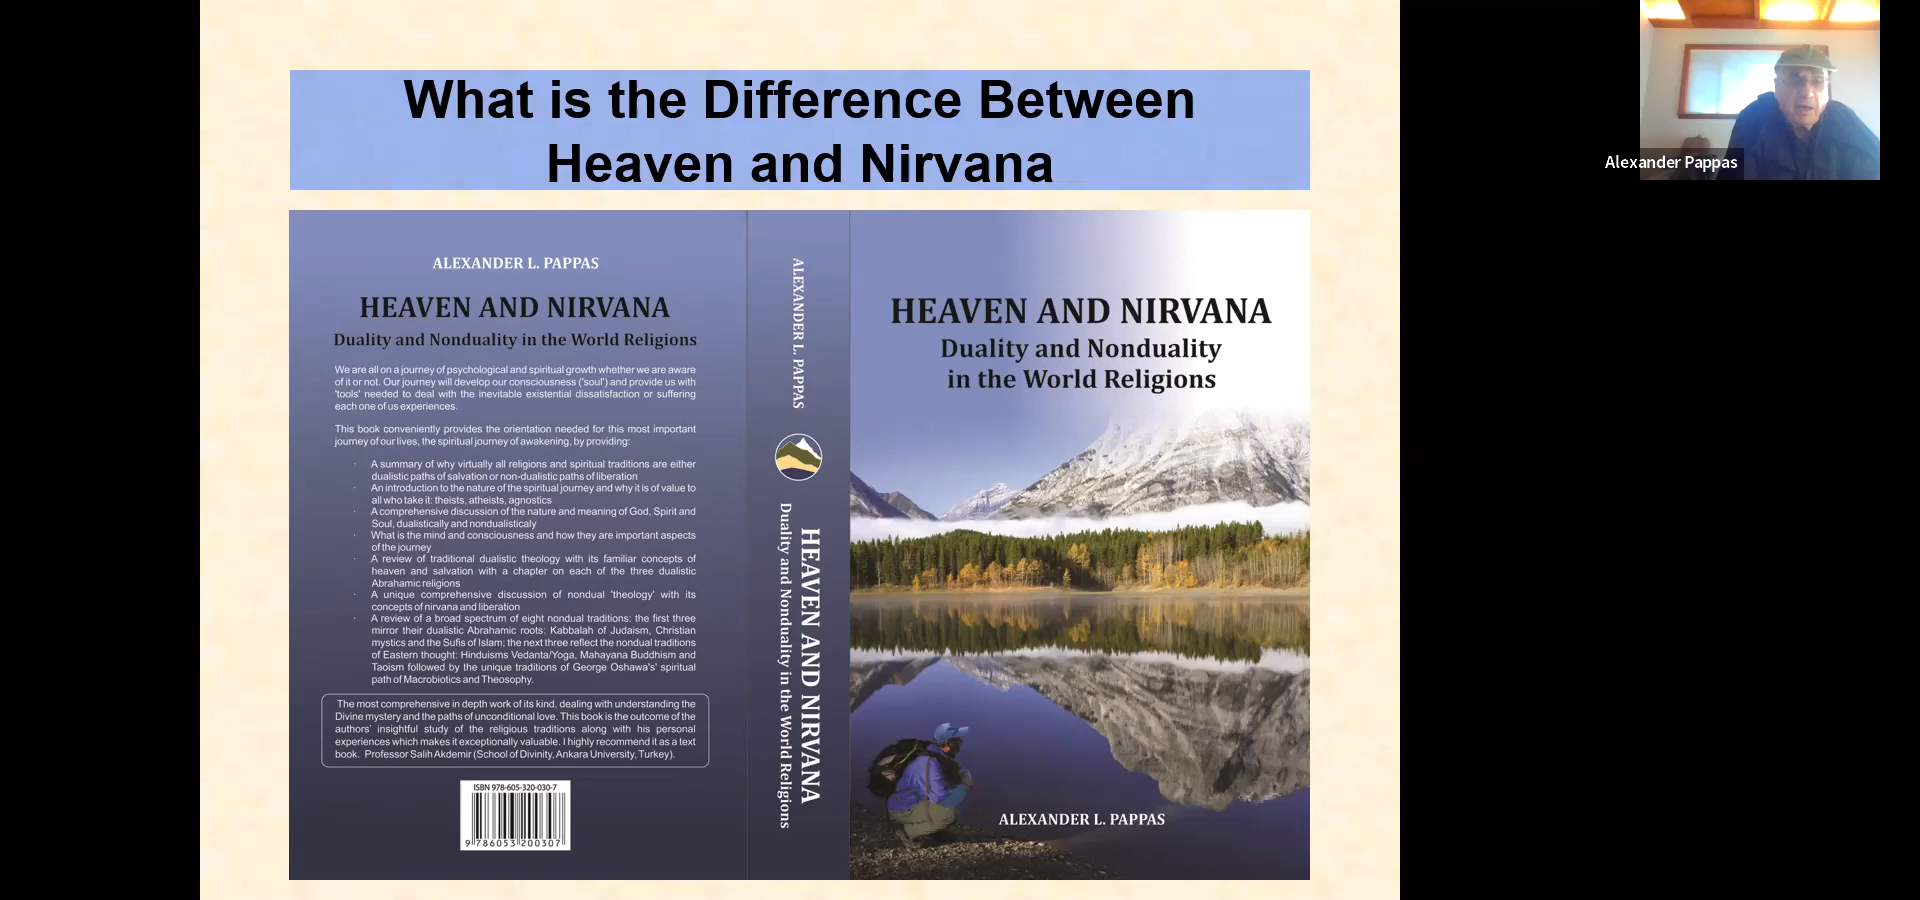 What is the Difference Between
Heaven and Nirvana
ALEXANDER L. PAPPAS
HEAVEN AND NIRVANA
Duality and Nonduality in the World Religions
We are all on a journey of psychological and spiritual growth whether we are aware
of it or not. Our journey will develop our consciousness ('soul') and provide us with
'tools' needed to deal with the inevitable existential dissatisfaction or suffering
each one of us experiences.
This book conveniently provides the orientation needed for this most important
journey of our lives, the spiritual journey of awakening, by providing:
· A summary of why virtually all religions and spiritual traditions are either
dualistic paths of salvation or non-dualistic paths of liberation
· An introduction to the nature of the spiritual journey and why it is of value to
all who take it: theists, atheists, agnostics
· A comprehensive discussion of the nature and meaning of God, Spirit and
Soul, dualistically and nondualisticaly
· What is the mind and consciousness and how they are important aspects
of the journey
· A review of traditional dualistic theology with its familiar concepts of
heaven and salvation with a chapter on each of the three dualistic
Abrahamic religions
· A unique comprehensive discussion of nondual 'theology' with its
concepts of nirvana and liberation
· A review of a broad spectrum of eight nondual traditions: the first three
mirror their dualistic Abrahamic roots: Kabbalah of Judaism, Christian
mystics and the Sufis of Islam; the next three reflect the nondual traditions
of Eastern thought: Hinduisms Vedanta/Yoga, Mahayana Buddhism and
Taoism followed by the unique traditions of George Oshawa's' spiritual
path of Macrobiotics and Theosophy.
The most comprehensive in depth work of its kind, dealing with understanding the
Divine mystery and the paths of unconditional love. This book is the outcome of the
authors' insightful study of the religious traditions along with his personal
experiences which makes it exceptionally valuable. I highly recommend it as a text
book. Professor Salih Akdemir (School of Divinity, Ankara University, Turkey).
ISBN 978-605-320-030-7
9 786053 200307
ALEXANDER L. PAPPAS
HEAVEN AND NIRVANA
Duality and Nonduality in the World Religions
HEAVEN AND NIRVANA
Duality and Nonduality
in the World Religions
ALEXANDER L. PAPPAS
Alexander Pappas